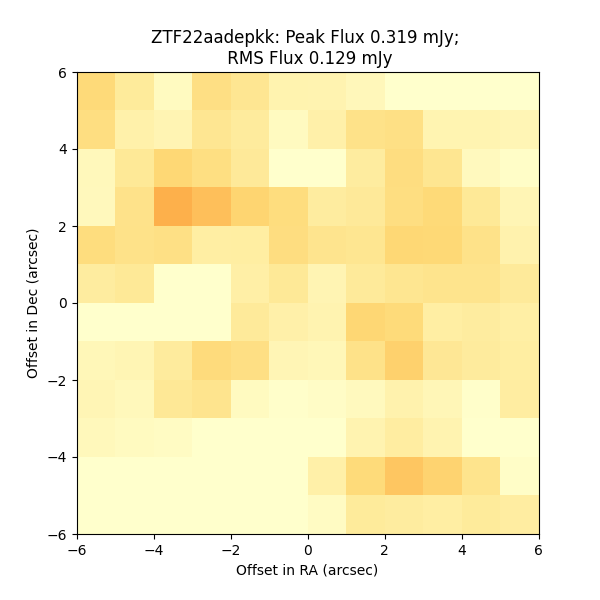 ZTF22aadepkk: Peak Flux 0.319 mJy;
RMS Flux 0.129 mJy
6
4
2
0
−2
−4
−6
Offset in Dec (arcsec)
−6 −4 −2 0 2 4 6
Offset in RA (arcsec)